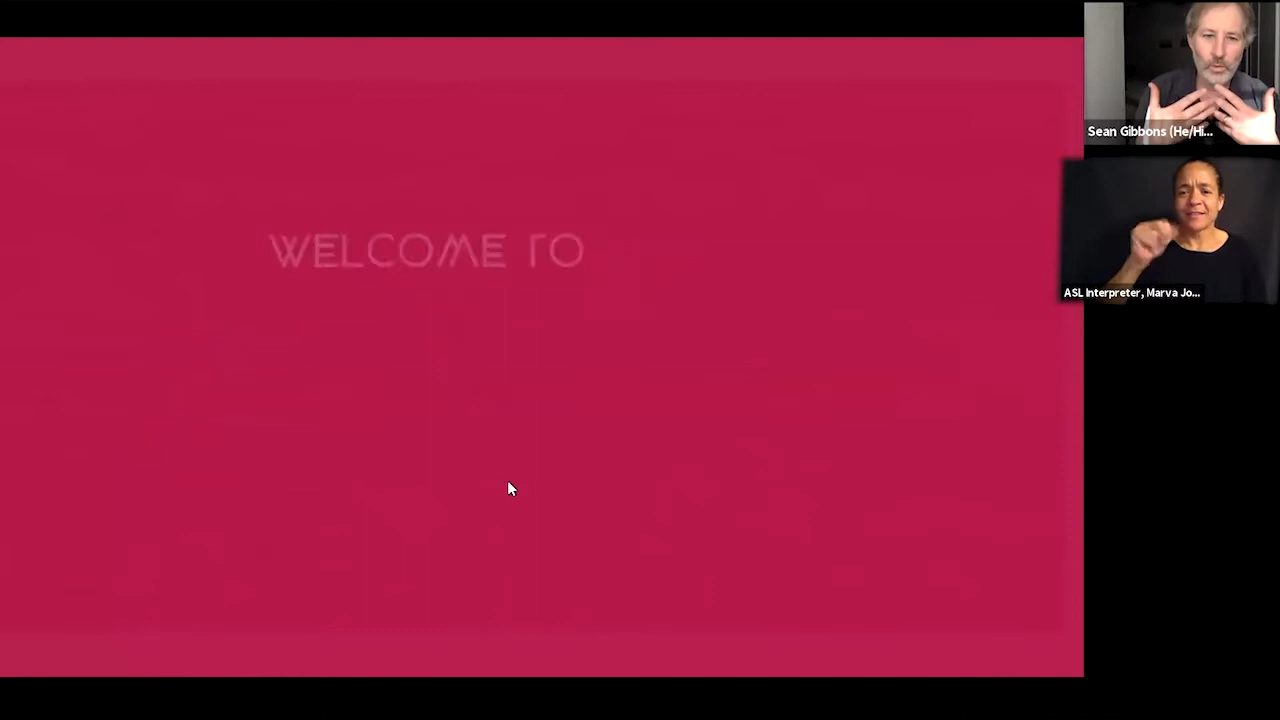 WELCOME TO
Sean Gibbons (He/Hi...
ASL Interpreter, Marva Jo...